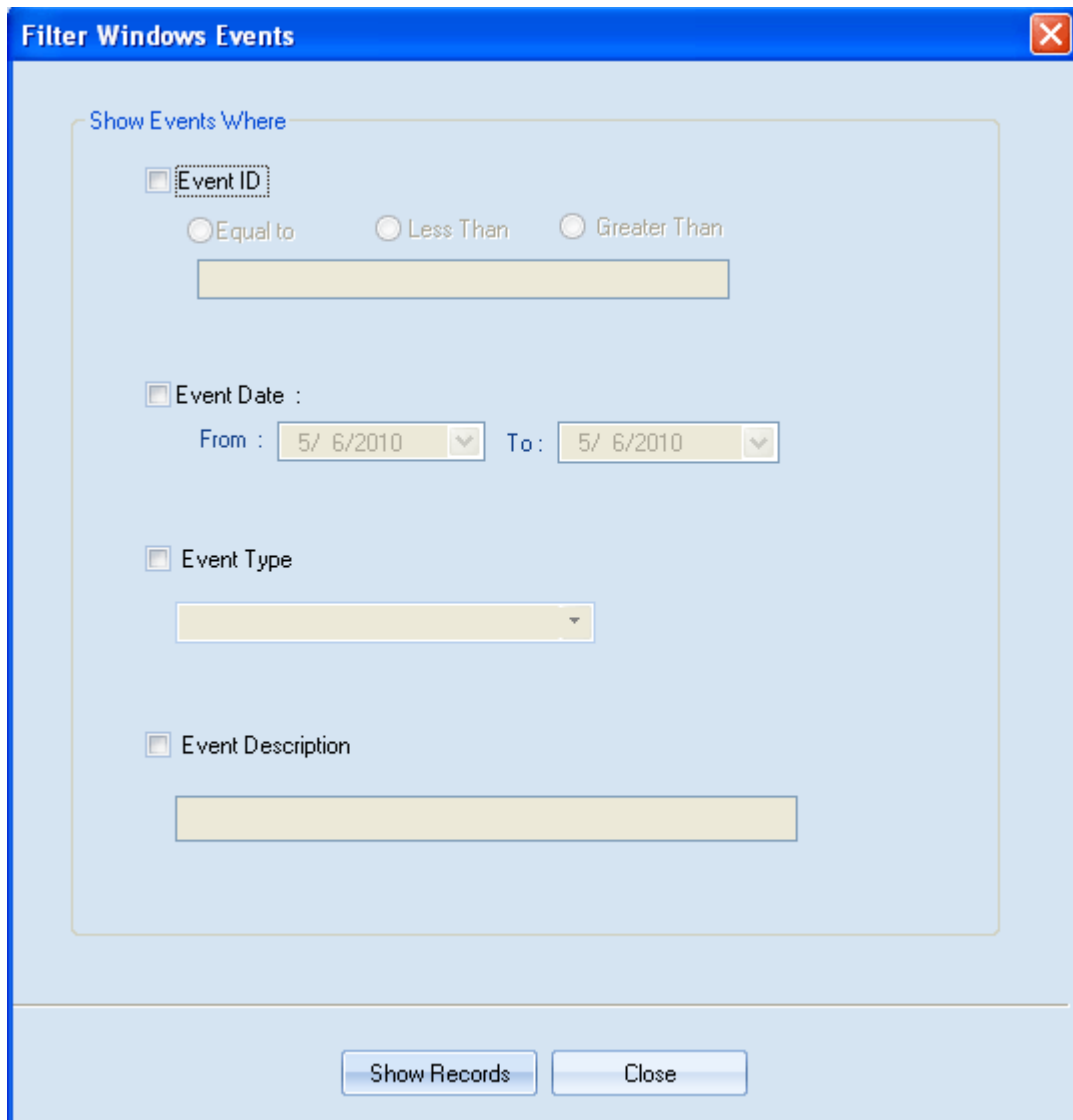 Filter Windows Events
Show Events Where
Event ID
Equal to Less Than Greater Than
Event Date :
From : 5/ 6/2010 To : 5/ 6/2010
Event Type
Event Description
Show Records Close